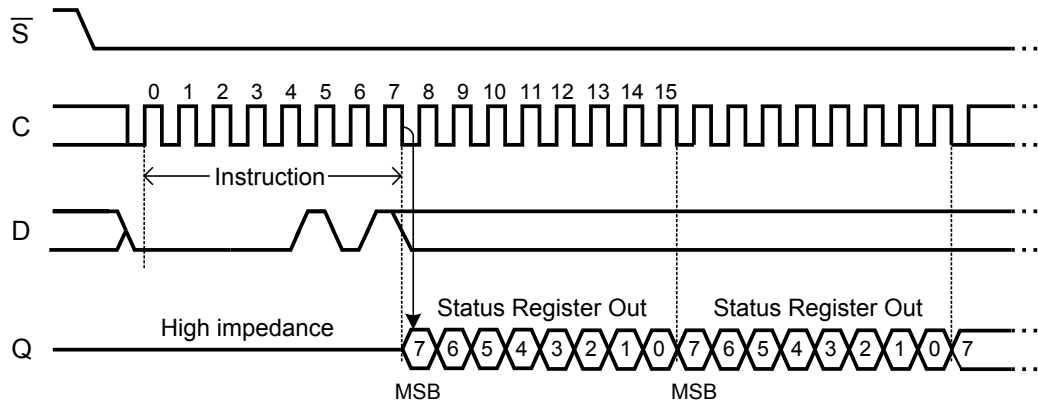 S
0 1 2 3 4 5 6 7 8 9 10 11 12 13 14 15
C
Instruction
D
High impedance
Status Register Out Status Register Out
Q
7 6 5 4 3 2 1 0 7 6 5 4 3 2 1 0 7
MSB MSB